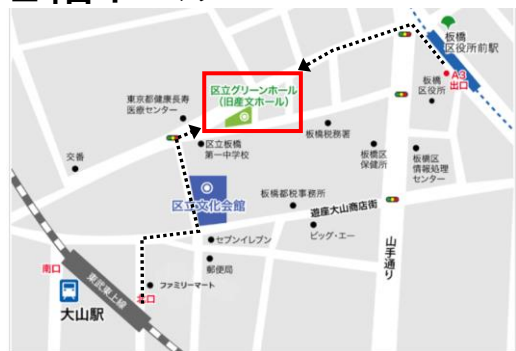 板橋
区役所前駅
A3
出口
板橋
区役所
区立グリーンホール
(旧産文ホール)
東京都健康長寿
医療センター
板橋税務署
区立板橋
第一中学校
交番
板橋区
保健所
板橋区
情報処理
センター
板橋都税事務所
区立文化会館
遊座大山商店街
セブンイレブン
ビッグ・エー
山手通り
郵便局
南口
東武東上線
ファミリーマート
北口
大山駅